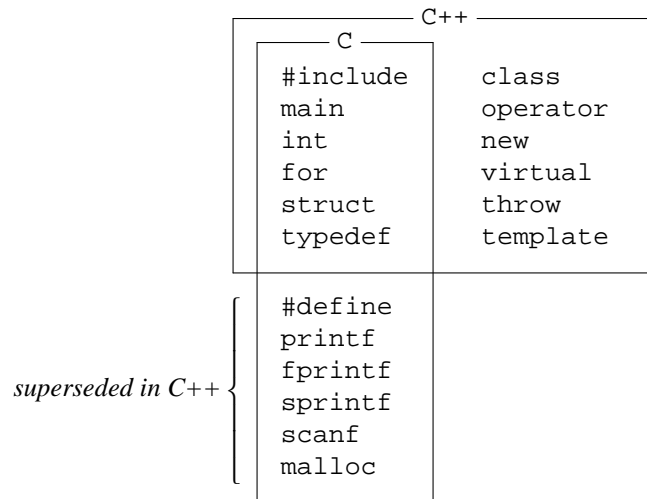 C++
C
#include class
main operator
int new
for virtual
struct throw
typedef template
#define
printf
fprintf
superseded in C++
sprintf
scanf
malloc